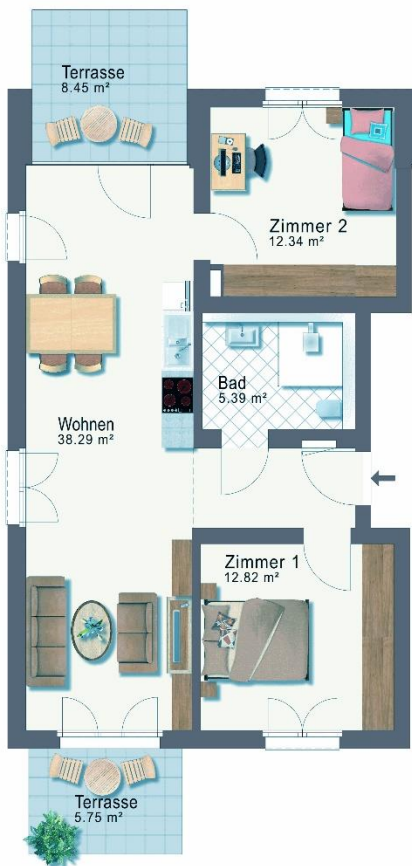 Terrasse
8.45 m²
Zimmer 2
12.34 m²
Bad
5.39 m²
Wohnen
38.29 m²
Zimmer 1
12.82 m²
Terrasse
5.75 m²